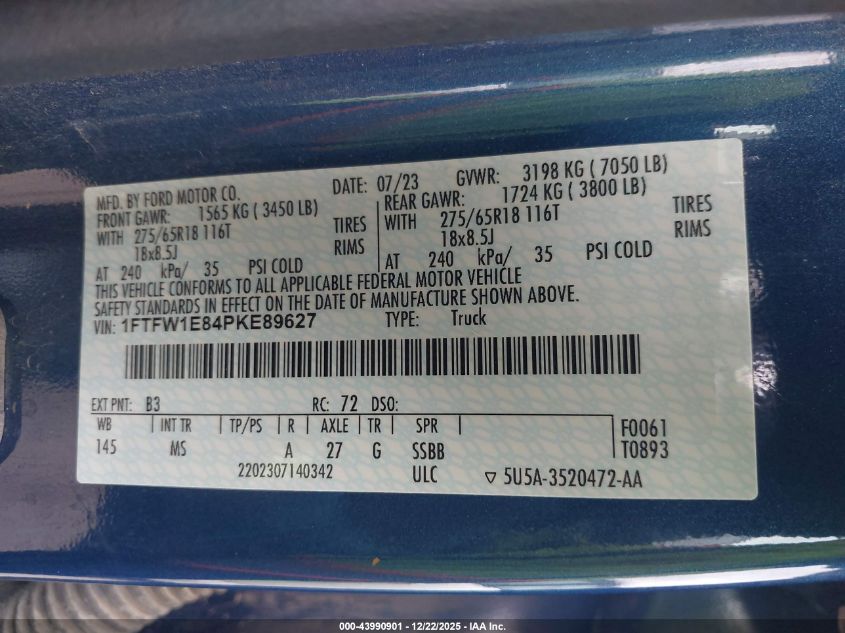 MFD. BY FORD MOTOR CO. DATE: 07/23 GVWR: 3198 KG ( 7050 LB)
FRONT GAWR: 1565 KG ( 3450 LB) REAR GAWR: 1724 KG ( 3800 LB)
WITH 275/65R18 116T TIRES WITH 275/65R18 116T TIRES
18x8.5J RIMS 18x8.5J RIMS
AT 240 kPa/ 35 PSI COLD AT 240 kPa/ 35 PSI COLD
THIS VEHICLE CONFORMS TO ALL APPLICABLE FEDERAL MOTOR VEHICLE
SAFETY STANDARDS IN EFFECT ON THE DATE OF MANUFACTURE SHOWN ABOVE.
VIN: 1FTFW1E84PKE89627 TYPE: Truck
EXT PNT: B3 RC: 72 DSO:
WB INT TR TP/PS R AXLE TR SPR F0061
145 MS A 27 G SSBB T0893
2202307140342 ULC ▽ 5U5A-3520472-AA
000-43990901 - 12/22/2025 - IAA Inc.